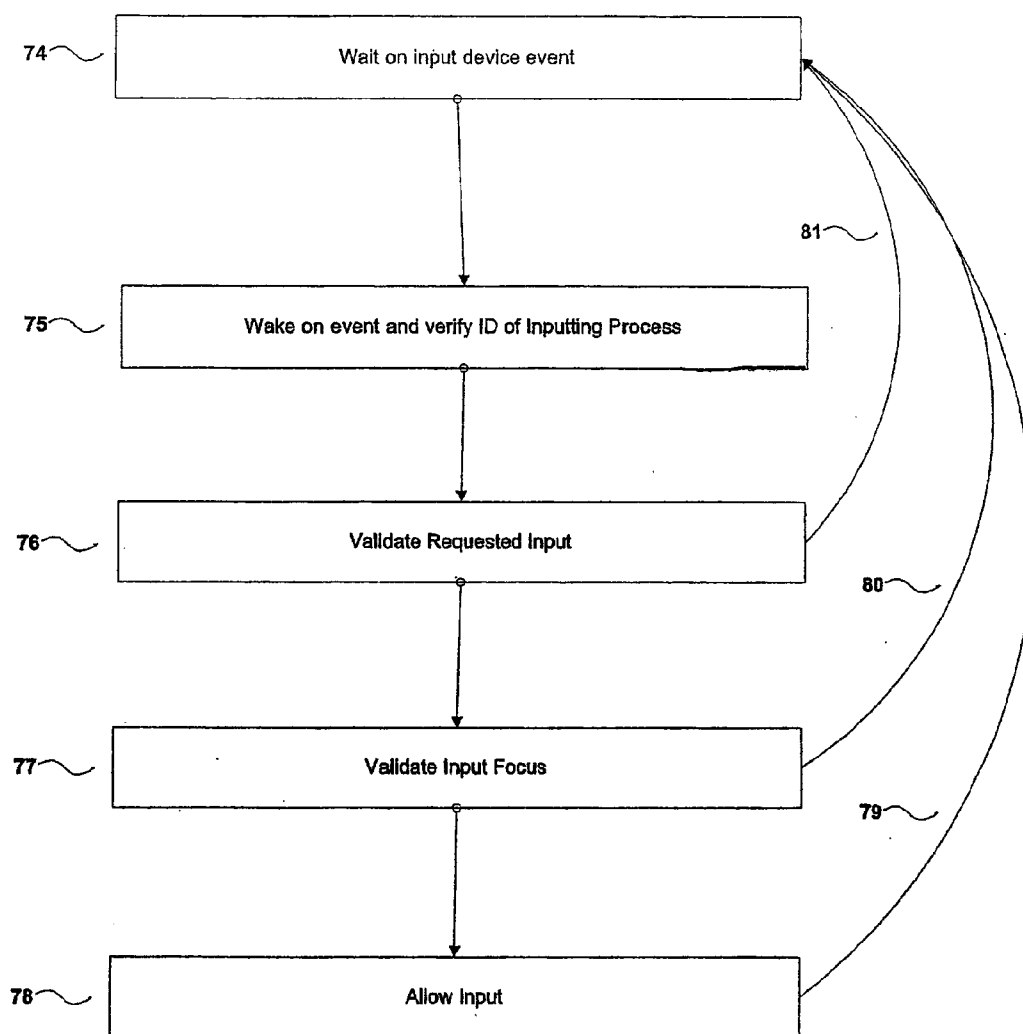 74
Wait on input device event
81
75
Wake on event and verify ID of Inputting Process
76
Validate Requested Input
80
77
Validate Input Focus
79
78
Allow Input